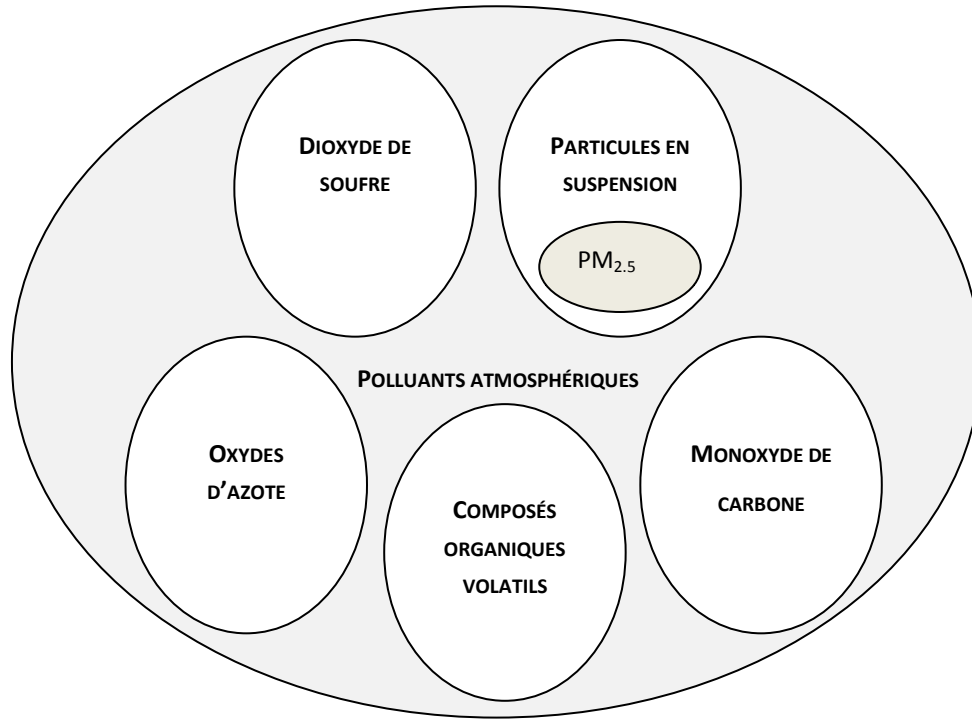 DIOXYDE DE
SOUFRE
PARTICULES EN
SUSPENSION
PM2.5
POLLUANTS ATMOSPHÉRIQUES
OXYDES
D'AZOTE
COMPOSÉS
ORGANIQUES
VOLATILS
MONOXYDE DE
CARBONE